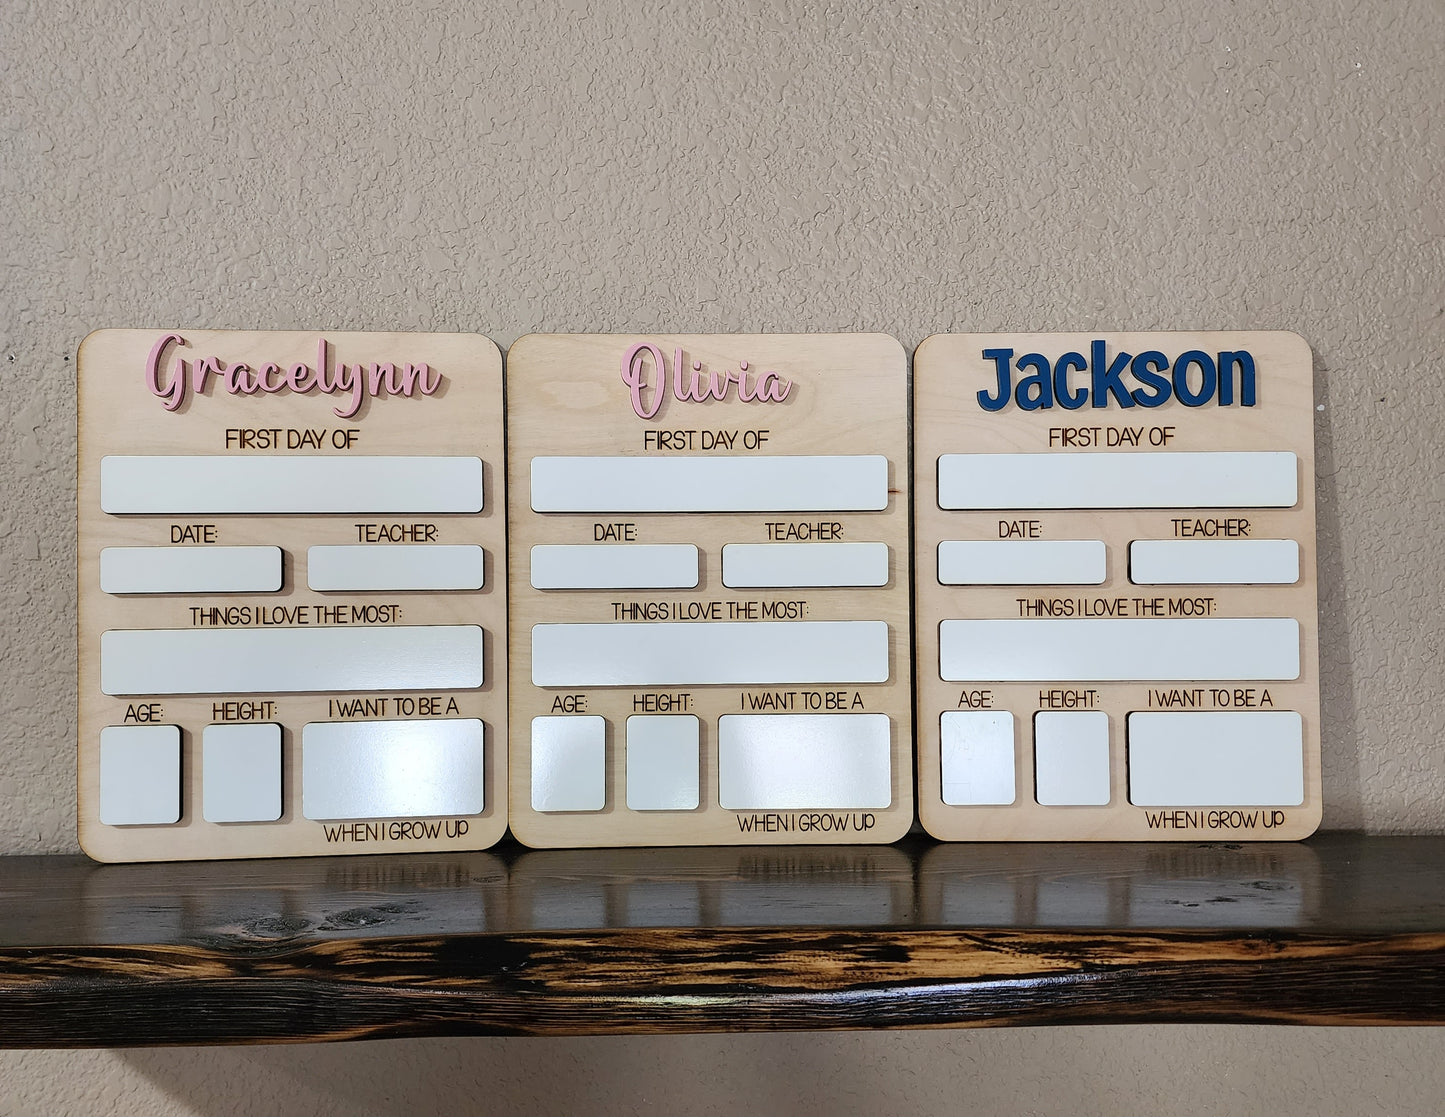 Gracelynn
FIRST DAY OF
DATE:
TEACHER:
THINGS I LOVE THE MOST:
AGE:
HEIGHT:
I WANT TO BE A
WHEN I GROW UP
Olivia
FIRST DAY OF
DATE:
TEACHER:
THINGS I LOVE THE MOST:
AGE:
HEIGHT:
I WANT TO BE A
WHEN I GROW UP
Jackson
FIRST DAY OF
DATE:
TEACHER:
THINGS I LOVE THE MOST:
AGE:
HEIGHT:
I WANT TO BE A
WHEN I GROW UP